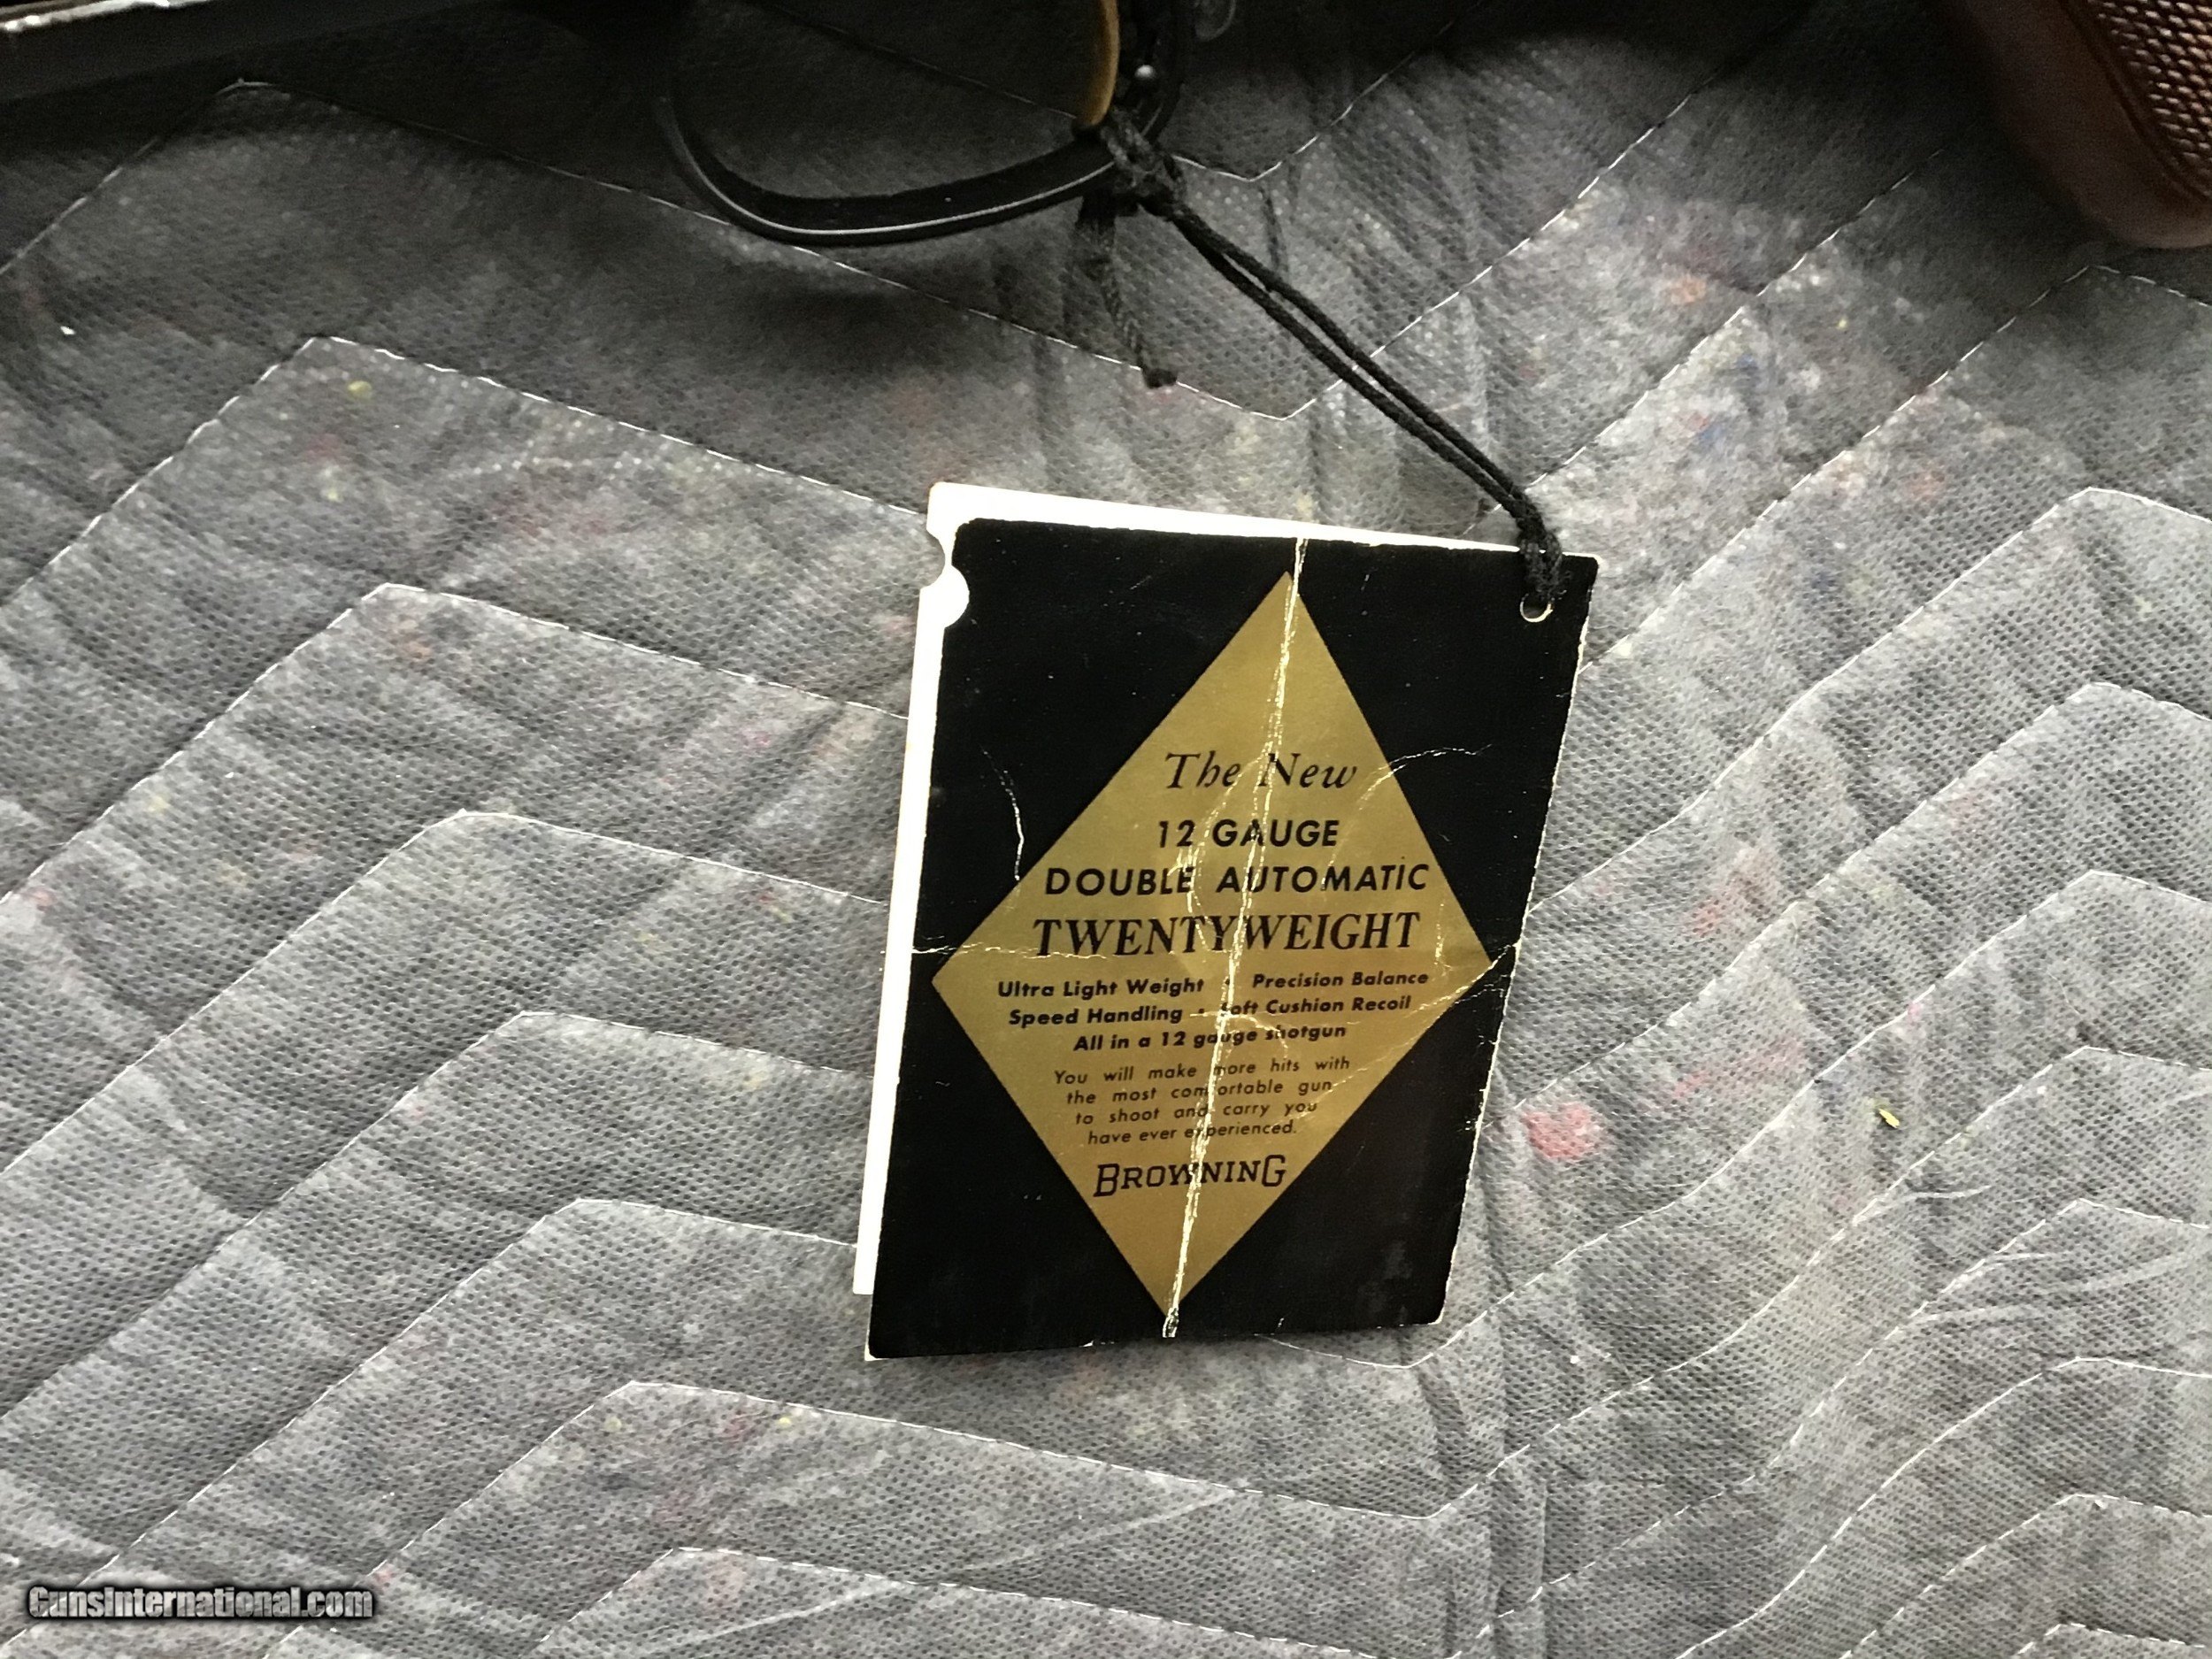 The New
12 GAUGE
DOUBLE AUTOMATIC
TWENTYWEIGHT
Ultra Light Weight • Precision Balance
Speed Handling • Soft Cushion Recoil
All in a 12 gauge shotgun
You will make more hits with
the most comfortable gun
to shoot and carry you
have ever experienced.
BROWNING
GunsInternational.com